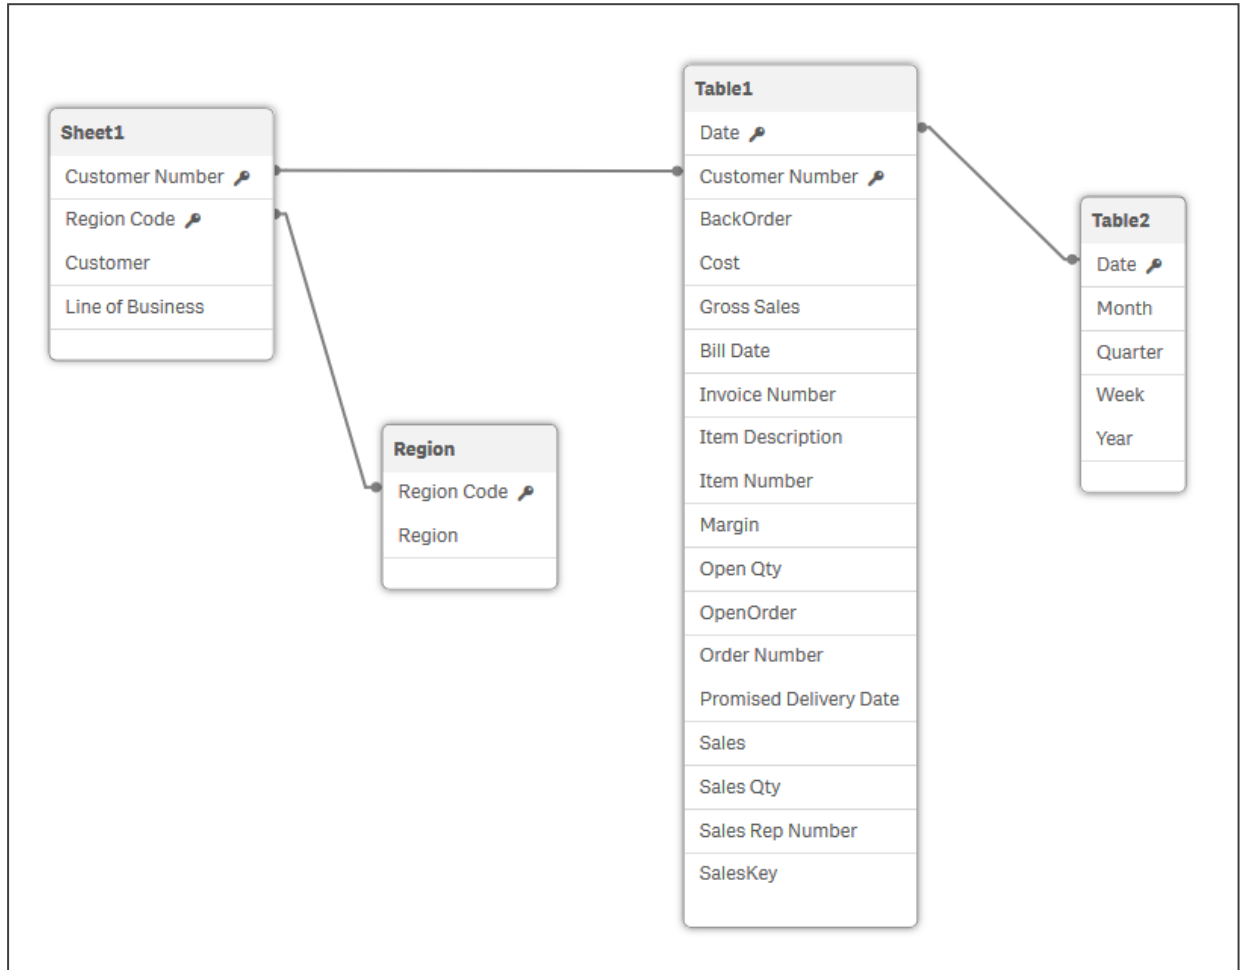 Sheet1
Customer Number
Region Code
Customer
Line of Business
Region
Region Code
Region
Table1
Date
Customer Number
BackOrder
Cost
Gross Sales
Bill Date
Invoice Number
Item Description
Item Number
Margin
Open Qty
OpenOrder
Order Number
Promised Delivery Date
Sales
Sales Qty
Sales Rep Number
SalesKey
Table2
Date
Month
Quarter
Week
Year